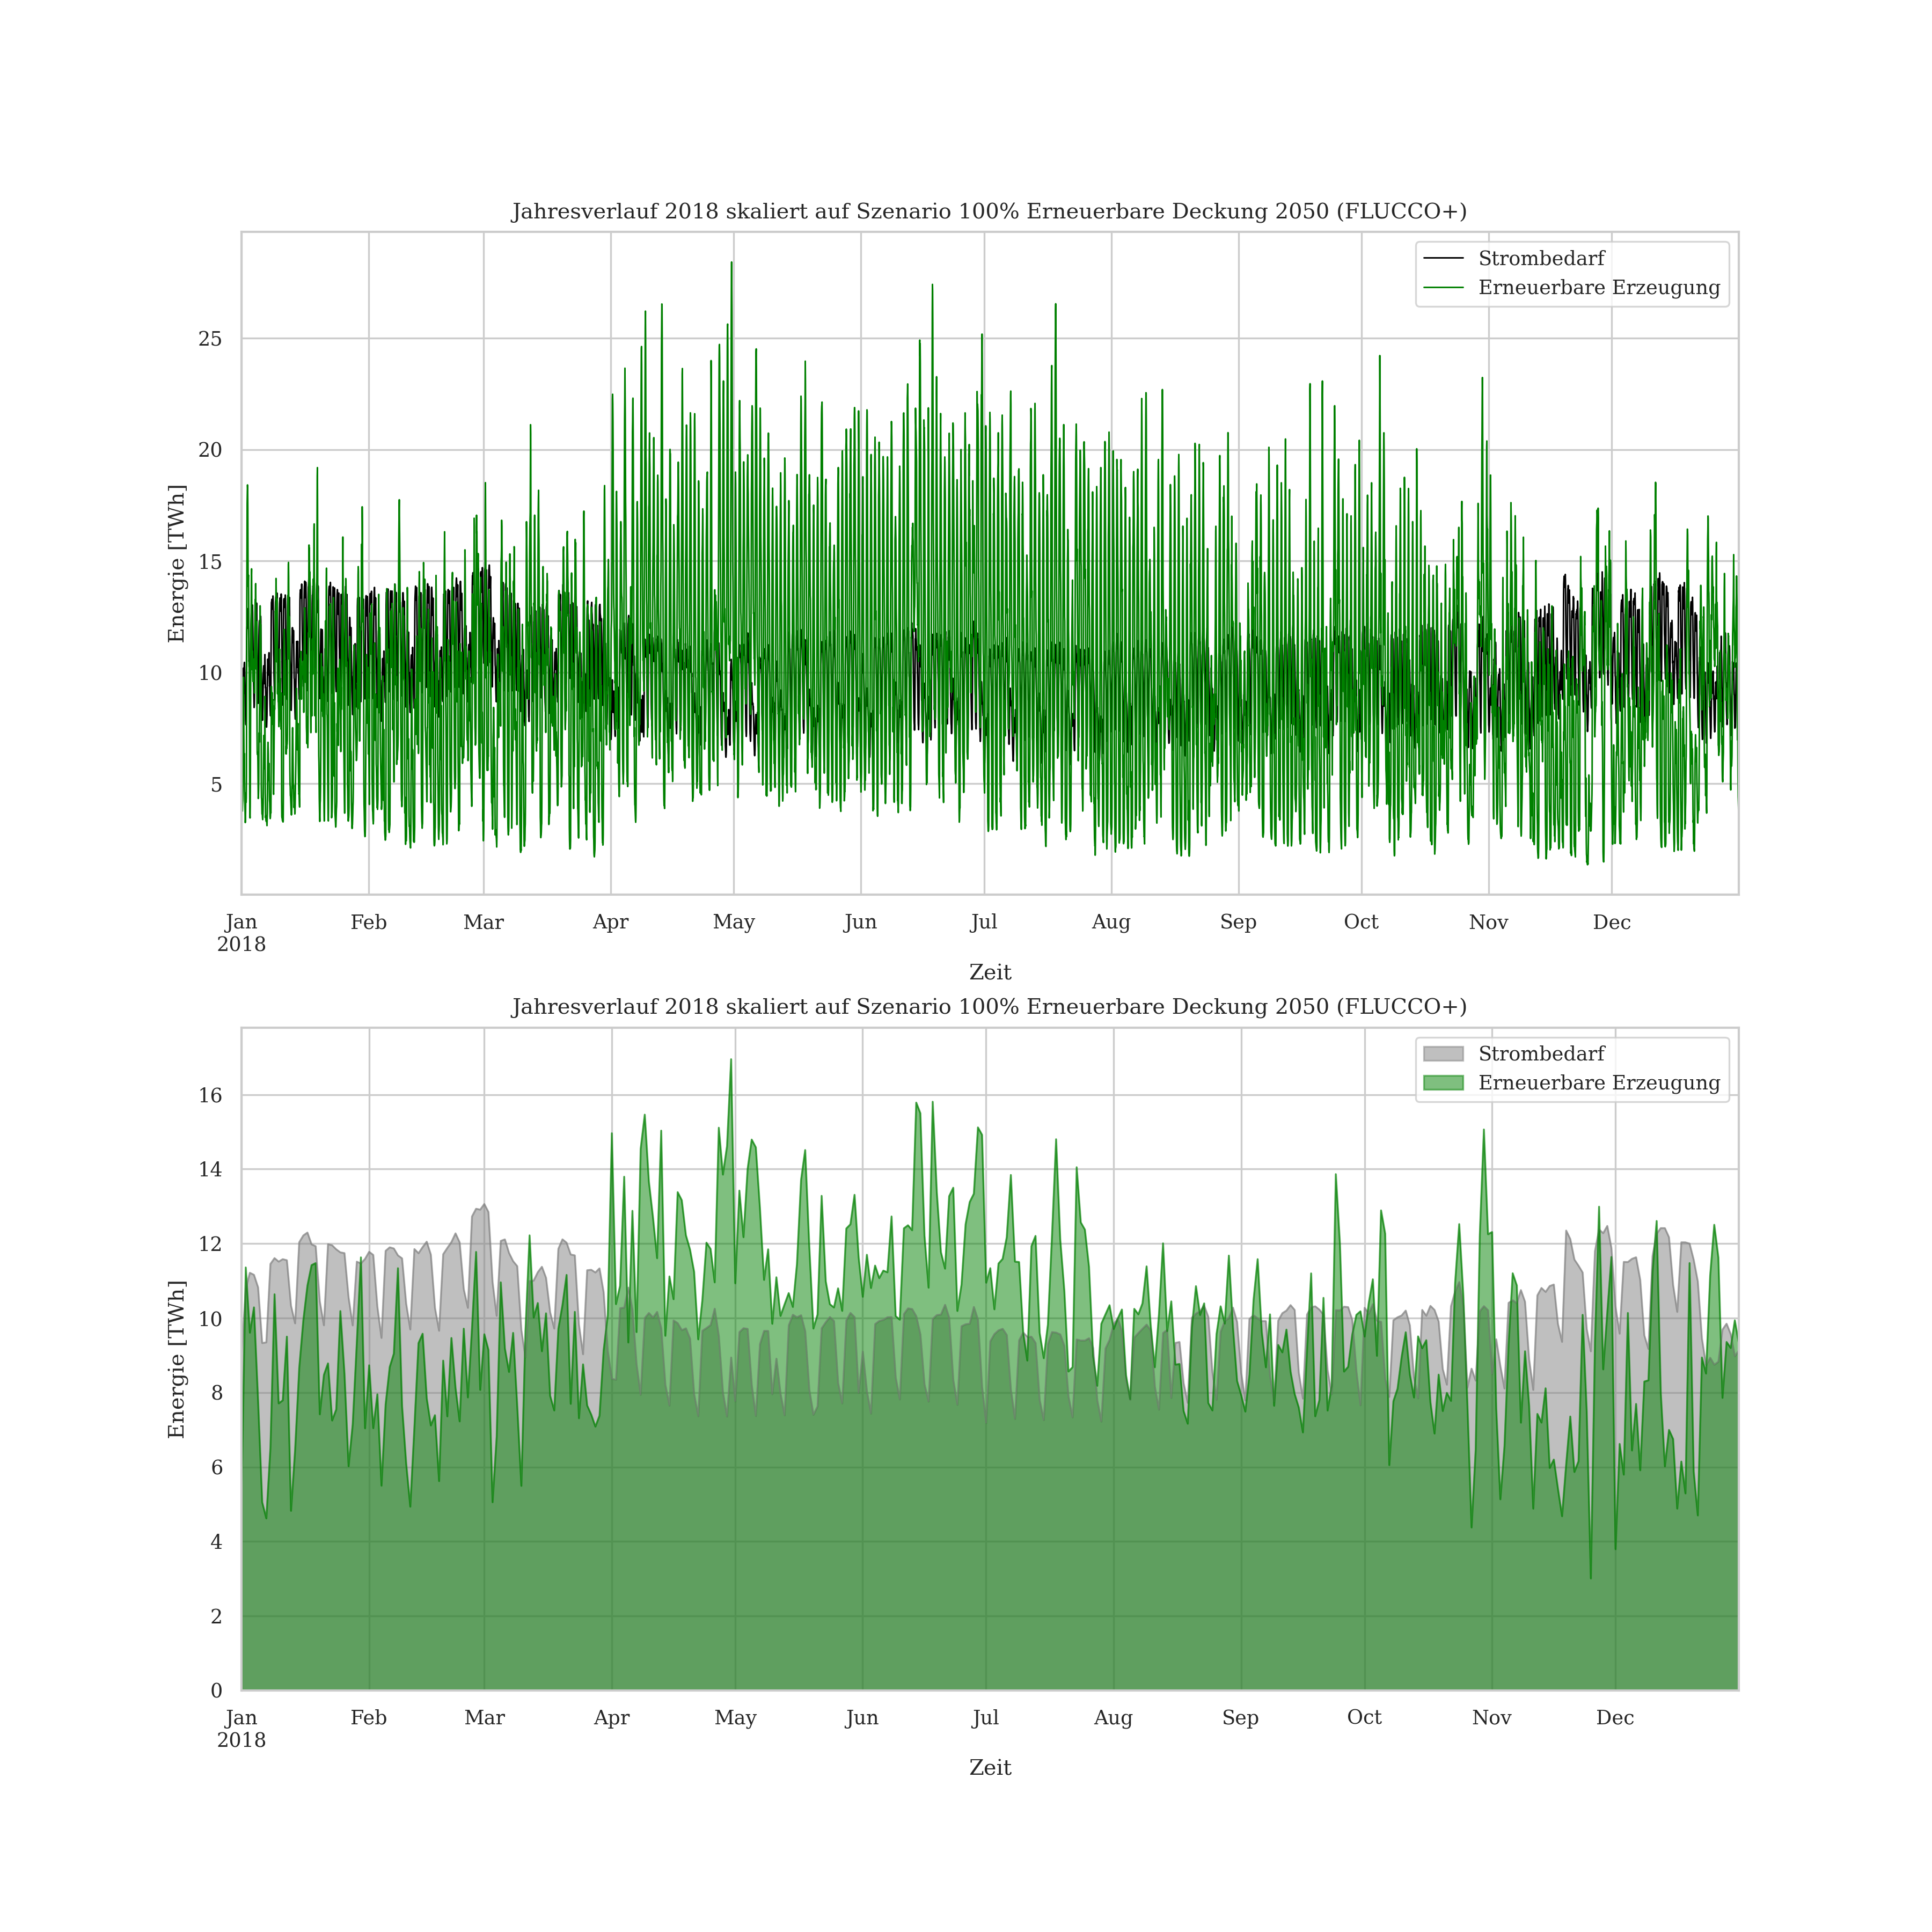 Jahresverlauf 2018 skaliert auf Szenario 100% Erneuerbare Deckung 2050 (FLUCCO+)
Strombedarf
Erneuerbare Erzeugung
Energie [TWh]
25
20
15
10
5
Jan Feb Mar Apr May Jun Jul Aug Sep Oct Nov Dec
2018
Zeit
Jahresverlauf 2018 skaliert auf Szenario 100% Erneuerbare Deckung 2050 (FLUCCO+)
Strombedarf
Erneuerbare Erzeugung
Energie [TWh]
16
14
12
10
8
6
4
2
0
Jan Feb Mar Apr May Jun Jul Aug Sep Oct Nov Dec
2018
Zeit